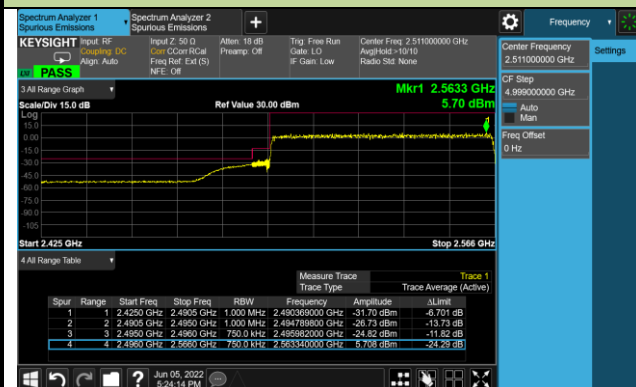 Spectrum Analyzer 1
Spurious Emissions
Spectrum Analyzer 2
Spurious Emissions
+
Frequency
KEYSIGHT
Input: RF
Coupling: DC
Align: Auto
Input Z: 50 Ω
Corr CCorr RCal
Freq Ref: Ext (S)
NFE: Off
Atten: 18 dB
Preamp: Off
Trig: Free Run
Gate: LO
IF Gain: Low
Center Freq: 2.511000000 GHz
Avg|Hold:>10/10
Radio Std: None
PASS
Center Frequency
2.511000000 GHz
Settings
CF Step
4.999000000 GHz
Auto
Man
Freq Offset
0 Hz
3 All Range Graph
Mkr1 2.5633 GHz
Scale/Div 15.0 dB
Ref Value 30.00 dBm
5.70 dBm
Log
15.0
0.00
-15.0
-30.0
-45.0
-60.0
-75.0
-90.0
-105
Start 2.425 GHz
Stop 2.566 GHz
4 All Range Table
Measure Trace Trace 1
Trace Type Trace Average (Active)
Spur Range Start Freq Stop Freq RBW Frequency Amplitude ΔLimit
1 1 2.4250 GHz 2.4905 GHz 1.000 MHz 2.490369000 GHz -31.70 dBm -6.701 dB
2 2 2.4905 GHz 2.4950 GHz 1.000 MHz 2.494789800 GHz -26.73 dBm -13.73 dB
3 3 2.4950 GHz 2.4960 GHz 750.0 kHz 2.495982000 GHz -24.82 dBm -11.82 dB
4 4 2.4960 GHz 2.5660 GHz 750.0 kHz 2.563340000 GHz 5.708 dBm -24.29 dB
Jun 05, 2022
5:24:14 PM